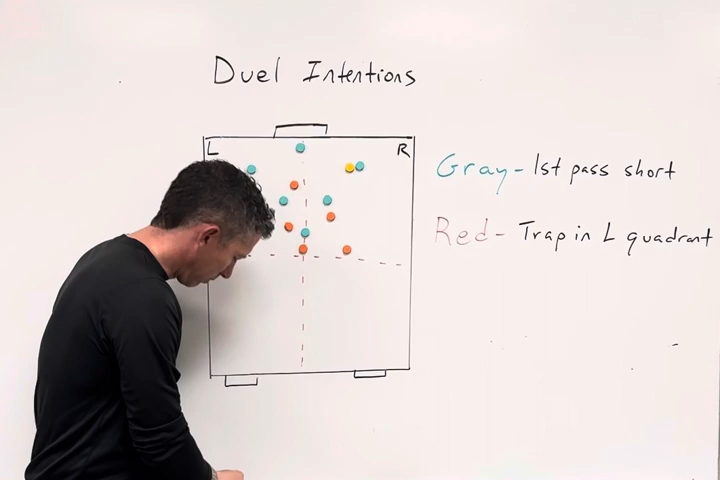 Duel Intentions
L R
Gray - 1st pass short
Red - Trap in L quadrant